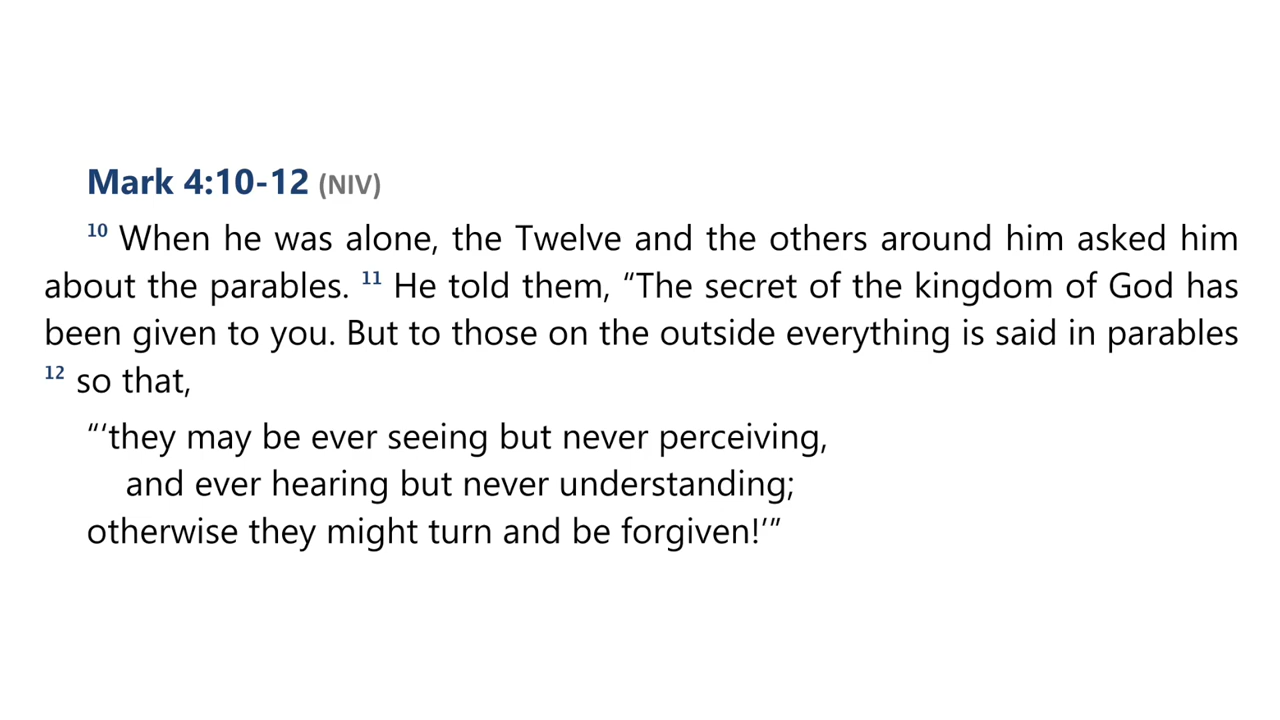 Mark 4:10-12 (NIV)
10 When he was alone, the Twelve and the others around him asked him
about the parables. 11 He told them, “The secret of the kingdom of God has
been given to you. But to those on the outside everything is said in parables
12 so that,
“‘they may be ever seeing but never perceiving,
and ever hearing but never understanding;
otherwise they might turn and be forgiven!’”